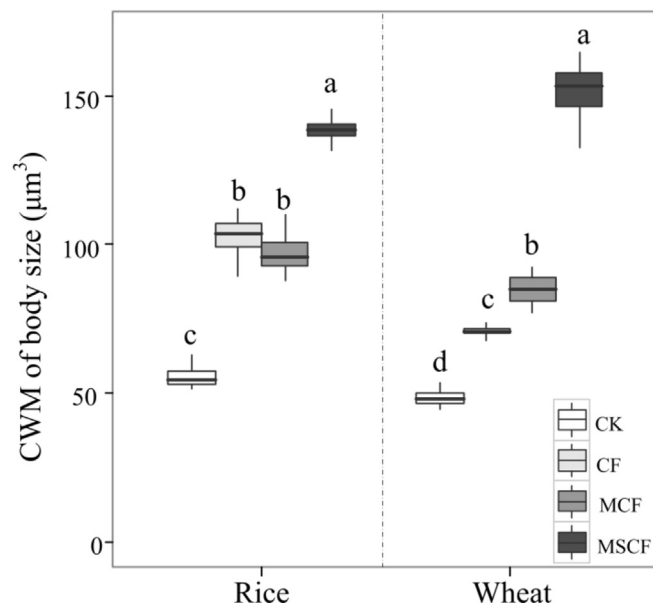 CWM of body size (μm³)
150
100
50
0
a
b
b
c
a
b
c
d
CK
CF
MCF
MSCF
Rice
Wheat